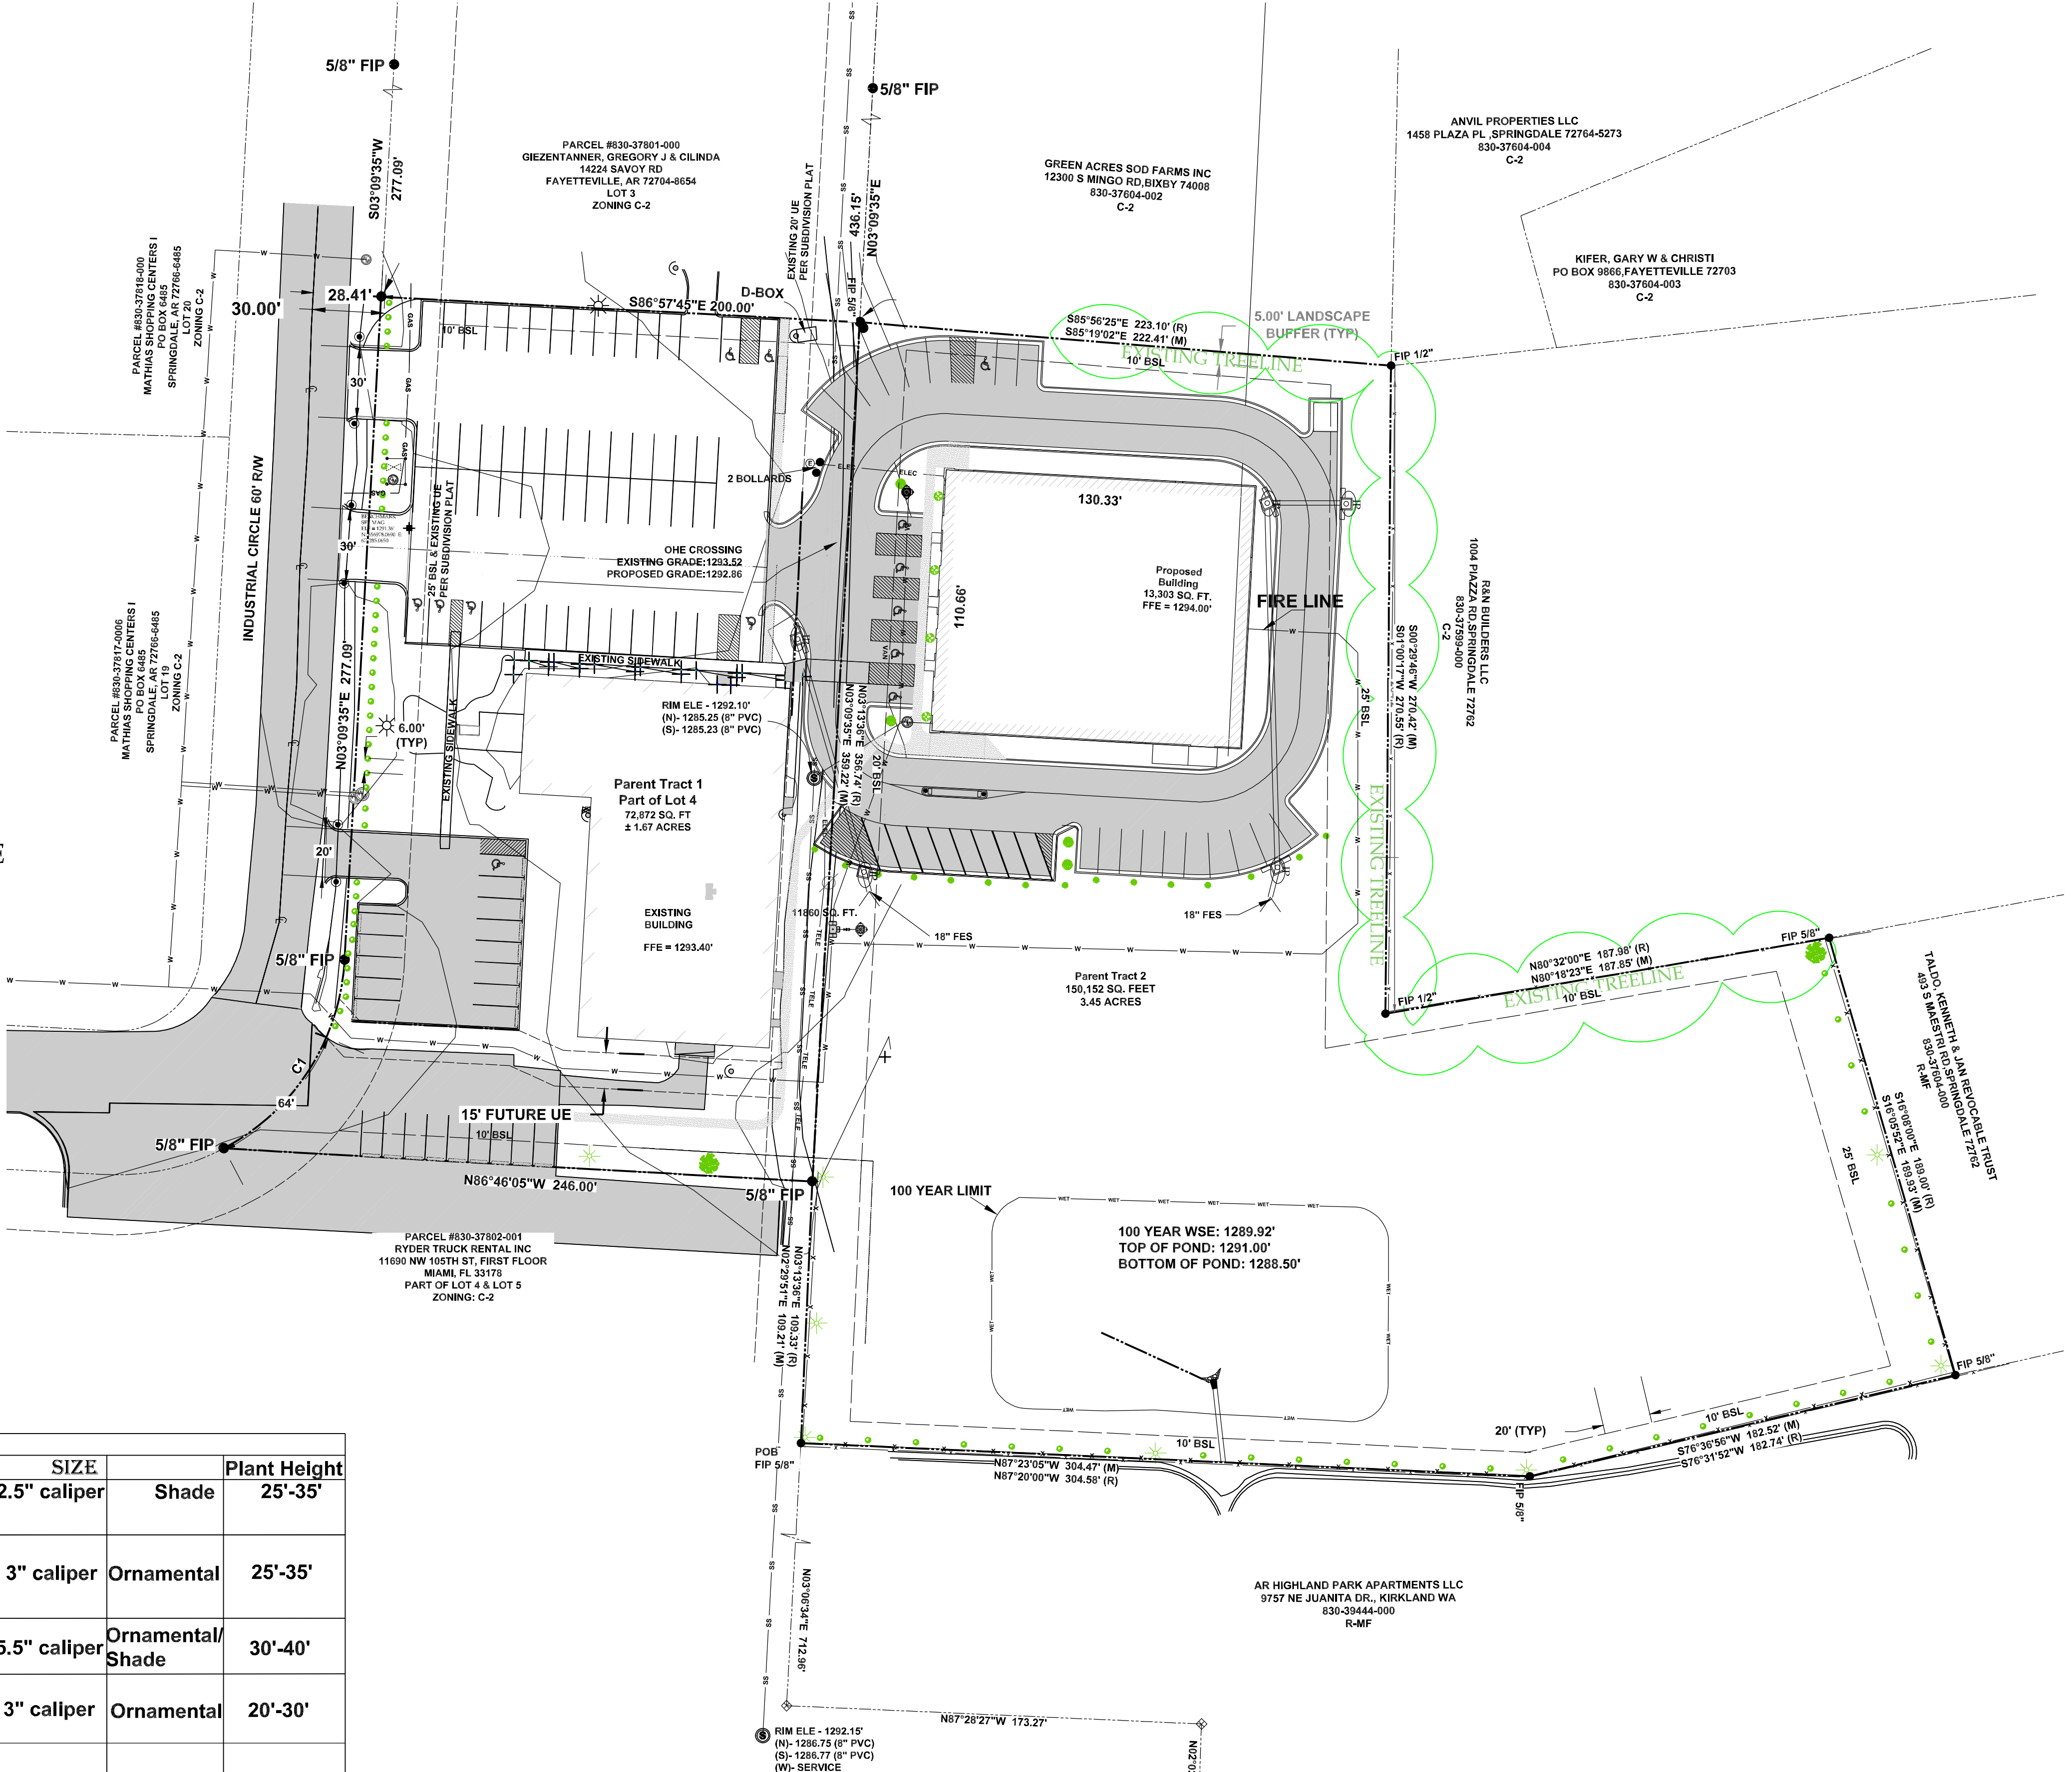 5/8" FIP
S03°09'35"W
277.09'
PARCEL #830-37801-000
GIEZENTANNER, GREGORY J & CILINDA
14224 SAVOY RD
FAYETTEVILLE, AR 72704-8654
LOT 3
ZONING C-2
5/8" FIP
436.15'
N03°09'35"E
EXISTING 20' UE
PER SUBDIVISION PLAT
GREEN ACRES SOD FARMS INC
12300 S MINGO RD,BIXBY 74008
830-37604-002
C-2
ANVIL PROPERTIES LLC
1458 PLAZA PL ,SPRINGDALE 72764-5273
830-37604-004
C-2
KIFER, GARY W & CHRISTI
PO BOX 9866,FAYETTEVILLE 72703
830-37604-003
C-2
PARCEL #830-37818-000
MATHIAS SHOPPING CENTERS I
PO BOX 6485
SPRINGDALE, AR 72766-6485
LOT 20
ZONING C-2
30.00'
28.41'
D-BOX
FIP 5/8"
S86°57'45"E 200.00'
10' BSL
S85°56'25"E 223.10' (R)
S85°19'02"E 222.41' (M)
EXISTING TREELINE
10' BSL
5.00' LANDSCAPE
BUFFER (TYP)
FIP 1/2"
GAS
GAS
GAS
GAS
30'
30'
INDUSTRIAL CIRCLE 60' R/W
25' BSL & EXISTING UE
PER SUBDIVISION PLAT
2 BOLLARDS
ELEC
ELEC
OHE CROSSING
EXISTING GRADE:1293.52
PROPOSED GRADE:1292.86
130.33'
110.66'
Proposed
Building
13,303 SQ. FT.
FFE = 1294.00'
FIRE LINE
VAN
R&N BUILDERS LLC
1004 PIAZZA RD,SPRINGDALE 72762
830-37599-000
C-2
S00°29'46"W 270.42' (M)
S01°00'17"W 270.55' (R)
25' BSL
EXISTING TREELINE
PARCEL #830-37817-0006
MATHIAS SHOPPING CENTERS I
PO BOX 6485
SPRINGDALE, AR 72766-6485
LOT 19
ZONING C-2
N03°09'35"E 277.09'
6.00'
(TYP)
EXISTING SIDEWALK
EXISTING SIDEWALK
RIM ELE - 1292.10'
(N)- 1285.25 (8" PVC)
(S)- 1285.23 (8" PVC)
N03°13'36"E 356.74' (R)
N03°09'35"E 359.22' (M)
20' BSL
Parent Tract 1
Part of Lot 4
72,872 SQ. FT
± 1.67 ACRES
EXISTING
BUILDING
FFE = 1293.40'
20'
5/8" FIP
11860 SQ. FT.
18" FES
18" FES
Parent Tract 2
150,152 SQ. FEET
3.45 ACRES
FIP 1/2"
FIP 5/8"
N80°32'00"E 187.98' (R)
N80°18'23"E 187.85' (M)
EXISTING TREELINE
10' BSL
TALDO, KENNETH & JAN REVOCABLE TRUST
493 S MAESTRI RD,SPRINGDALE 72762
830-37604-000
R-MF
S16°08'00"E 189.00' (R)
S16°05'52"E 189.93' (M)
25' BSL
C1
64'
15' FUTURE UE
10' BSL
5/8" FIP
N86°46'05"W 246.00'
5/8" FIP
TELE
TELE
TELE
TELE
PARCEL #830-37802-001
RYDER TRUCK RENTAL INC
11690 NW 105TH ST, FIRST FLOOR
MIAMI, FL 33178
PART OF LOT 4 & LOT 5
ZONING: C-2
100 YEAR LIMIT
100 YEAR WSE: 1289.92'
TOP OF POND: 1291.00'
BOTTOM OF POND: 1288.50'
N03°13'36"E 109.33' (R)
N02°29'51"E 109.21' (M)
POB
FIP 5/8"
10' BSL
N87°23'05"W 304.47' (M)
N87°20'00"W 304.58' (R)
FIP 5/8"
20' (TYP)
10' BSL
S76°36'56"W 182.52' (M)
S76°31'52"W 182.74' (R)
FIP 5/8"
AR HIGHLAND PARK APARTMENTS LLC
9757 NE JUANITA DR., KIRKLAND WA
830-39444-000
R-MF
N03°06'34"E 712.96'
N87°28'27"W 173.27'
RIM ELE - 1292.15'
(N)- 1286.75 (8" PVC)
(S)- 1286.77 (8" PVC)
(W)- SERVICE
SIZE Plant Height
2.5" caliper Shade 25'-35'
3" caliper Ornamental 25'-35'
5.5" caliper Ornamental/ Shade 30'-40'
3" caliper Ornamental 20'-30'